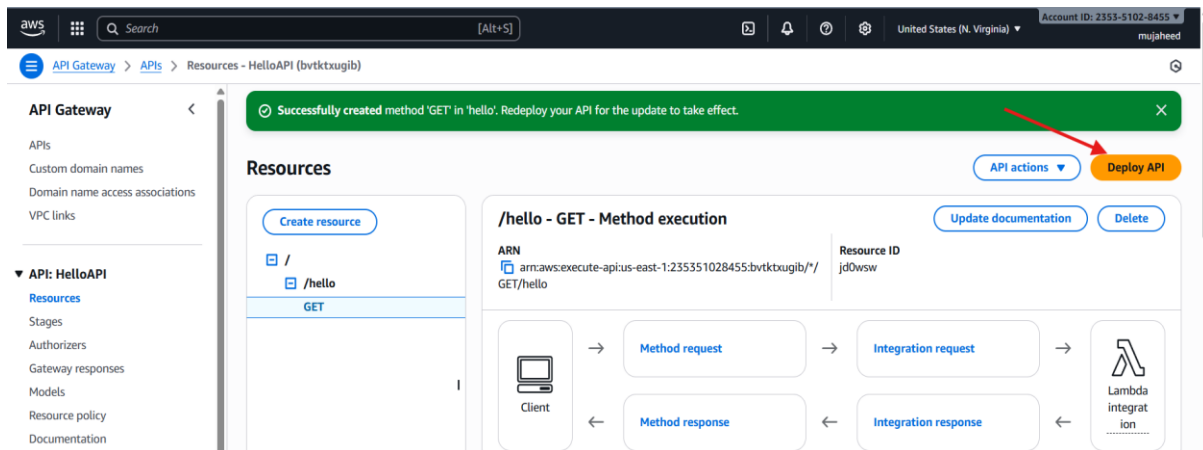 aws
Search
[Alt+S]
United States (N. Virginia) ▼
Account ID: 2353-5102-8455 ▼
mujaheed
API Gateway > APIs > Resources - HelloAPI (bvtktxugib)
API Gateway
APIs
Custom domain names
Domain name access associations
VPC links
▼ API: HelloAPI
Resources
Stages
Authorizers
Gateway responses
Models
Resource policy
Documentation
Successfully created method 'GET' in 'hello'. Redeploy your API for the update to take effect.
Resources
API actions ▼
Deploy API
Create resource
/
/hello
GET
/hello - GET - Method execution
Update documentation
Delete
ARN
arn:aws:execute-api:us-east-1:235351028455:bvtktxugib/*/
GET/hello
Resource ID
jd0wsw
Client
Method request
Integration request
Method response
Integration response
Lambda
integrat
ion